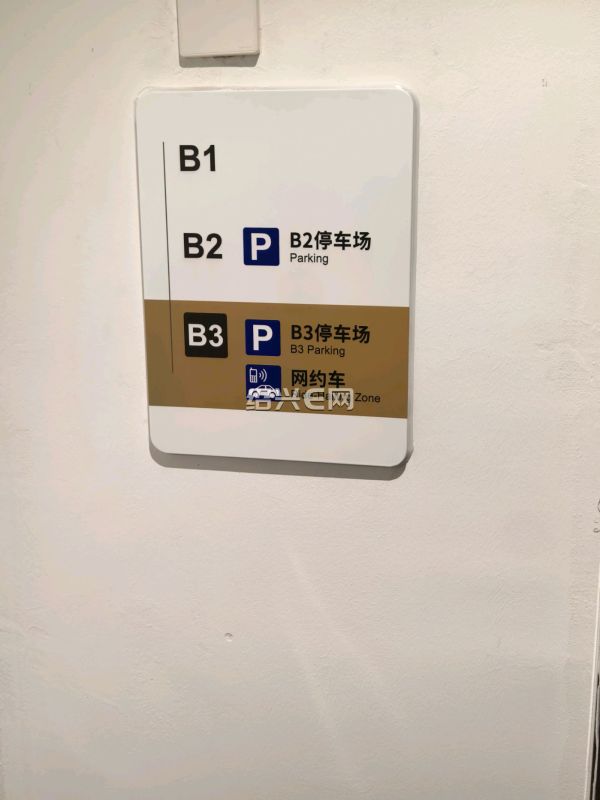 B1
B2 P B2停车场
Parking
B3 P B3停车场
B3 Parking
网约车
Zone
绍兴E网